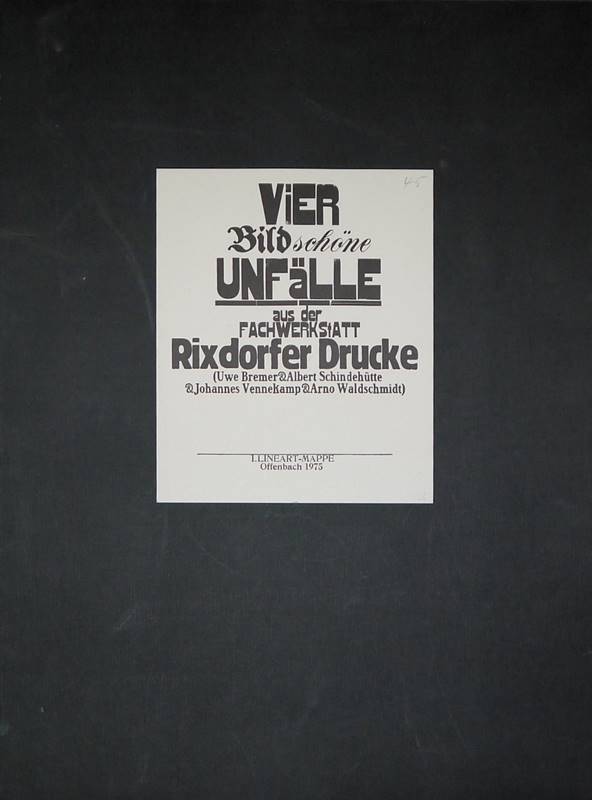 ViER
Bildschöne
UNFäLLE
aus der
FACHWERKStATT
Rixdorfer Drucke
(Uwe Bremer&Albert Schindehütte
&Johannes Vennekamp&Arno Waldschmidt)
I.LINEART-MAPPE
Offenbach 1975